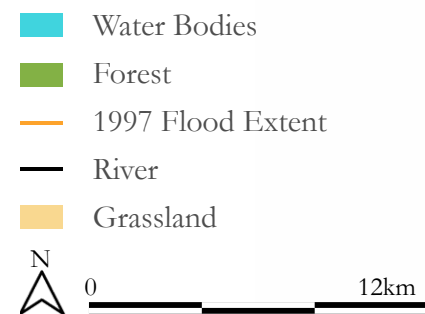 Water Bodies
Forest
1997 Flood Extent
River
Grassland
N
0 12km